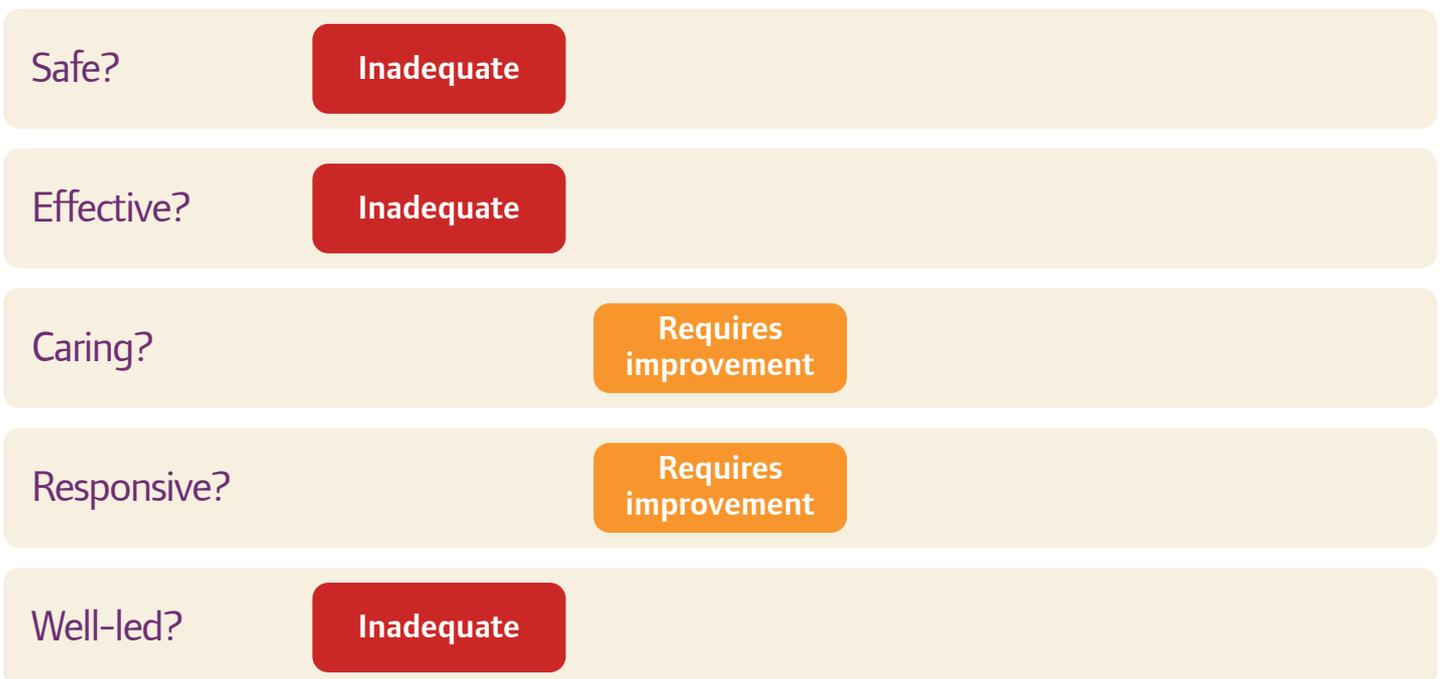 Safe?
Inadequate
Effective?
Inadequate
Caring?
Requires
improvement
Responsive?
Requires
improvement
Well-led?
Inadequate